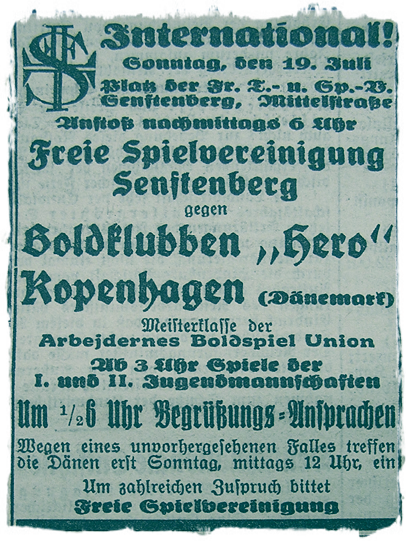 FST
International!
Sonntag, den 19. Juli
Platz der Fr. T.- u. Sp.-V.
Senftenberg, Mittelstraße
Anstoß nachmittags 6 Uhr
Freie Spielvereinigung
Senftenberg
gegen
Boldklubben „Hero“
Kopenhagen (Dänemark)
Meisterklasse der
Arbejdernes Boldspiel Union
Ab 3 Uhr Spiele der
I. und II. Jugendmannschaften
Um ½6 Uhr Begrüßungs-Ansprachen
Wegen eines unvorhergesehenen Falles treffen
die Dänen erst Sonntag, mittags 12 Uhr, ein
Um zahlreichen Zuspruch bittet
Freie Spielvereinigung